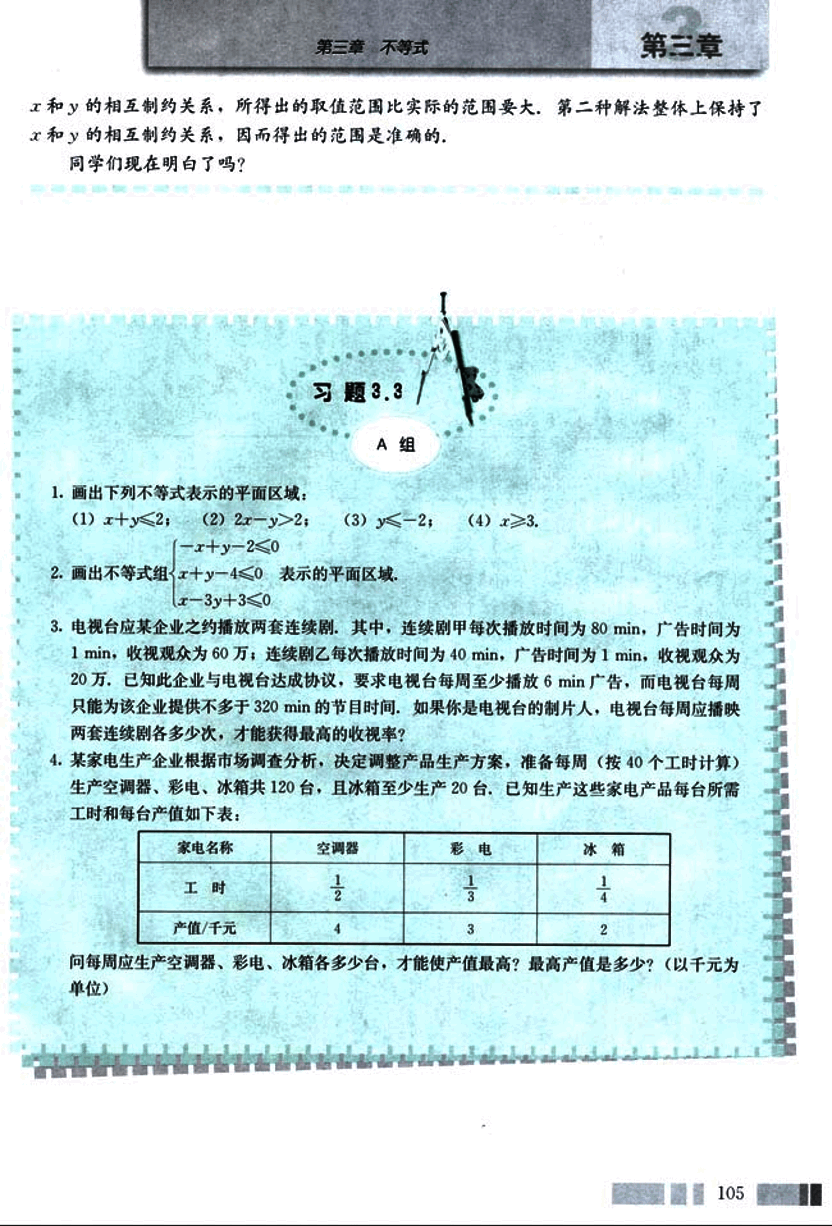 第三章 不等式
第三章
x和y的相互制约关系,所得出的取值范围比实际的范围要大. 第二种解法整体上保持了
x和y的相互制约关系,因而得出的范围是准确的.
同学们现在明白了吗?
习题3.3
A 组
1. 画出下列不等式表示的平面区域:
(1) x+y≤2; (2) 2x-y>2; (3) y≤-2; (4) x≥3.
-x+y-2≤0
2. 画出不等式组 x+y-4≤0 表示的平面区域.
x-3y+3≤0
3. 电视台应某企业之约播放两套连续剧. 其中,连续剧甲每次播放时间为 80 min,广告时间为
1 min,收视观众为 60 万;连续剧乙每次播放时间为 40 min,广告时间为 1 min,收视观众为
20 万. 已知此企业与电视台达成协议,要求电视台每周至少播放 6 min 广告,而电视台每周
只能为该企业提供不多于 320 min 的节目时间. 如果你是电视台的制片人,电视台每周应播映
两套连续剧各多少次,才能获得最高的收视率?
4. 某家电生产企业根据市场调查分析,决定调整产品生产方案,准备每周(按 40 个工时计算)
生产空调器、彩电、冰箱共 120 台,且冰箱至少生产 20 台. 已知生产这些家电产品每台所需
工时和每台产值如下表:
家电名称 空调器 彩 电 冰 箱
工 时 1/2 1/3 1/4
产值/千元 4 3 2
问每周应生产空调器、彩电、冰箱各多少台,才能使产值最高?最高产值是多少?(以千元为
单位)
105